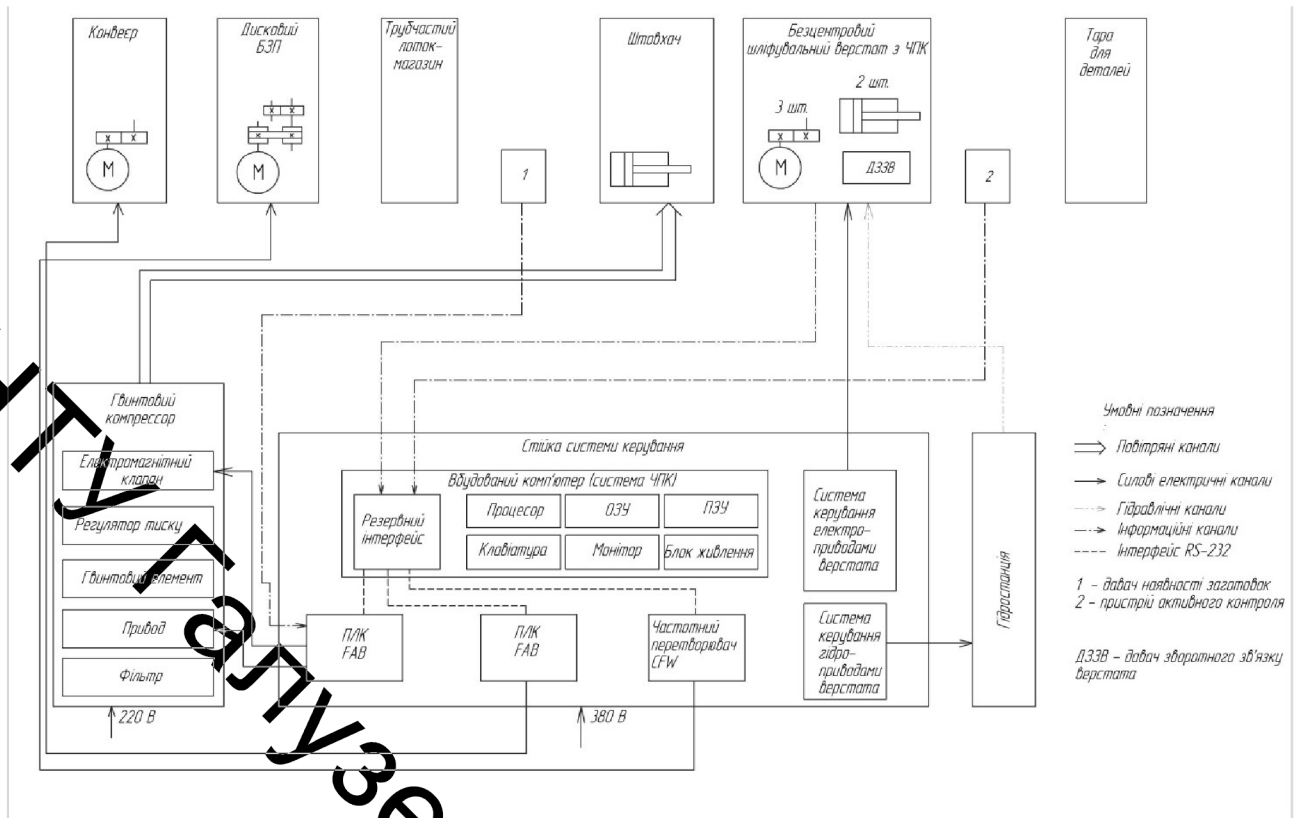 Конвеєр
Дисковий
БЗП
Трубчастий
лоток-
магазин
Штовхач
Безцентровий
шліфувальний верстат з ЧПК
Тара
для
деталей
2 шт.
3 шт.
x x
x x
x x
М
М
М
ДЗЗВ
1
2
Гвинтовий
компрессор
Електромагнітний
клапан
Регулятор тиску
Гвинтовий елемент
Привод
Фільтр
220 В
Стійка системи керування
Вбудований комп'ютер (система ЧПК)
Резервний
інтерфейс
Процесор
ОЗУ
ПЗУ
Клавіатура
Монітор
Блок живлення
Система
керування
електро-
приводами
верстата
ПЛК
FAB
ПЛК
FAB
Частотний
перетворювач
CFW
Система
керування
гідро-
приводами
верстата
380 В
Гідростанція
Умовні позначення
Повітряні канали
Силові електричні канали
Гідравлічні канали
Інформаційні канали
Інтерфейс RS-232
1 - давач наявності заготовок
2 - пристрій активного контроля
ДЗЗВ - давач зворотного зв'язку
верстата
НТУ Галузе